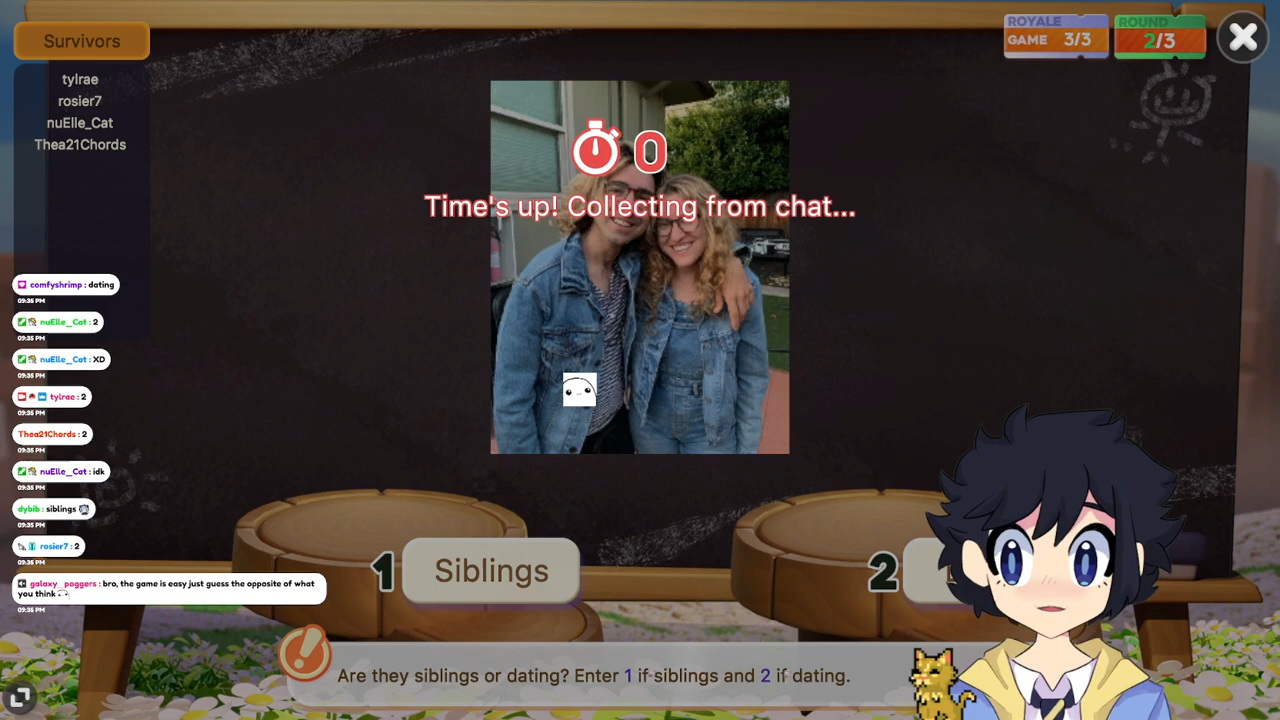 Survivors
tylrae
rosier7
nuElle_Cat
Thea21Chords
ROYALE
GAME 3/3
ROUND
2/3
0
Time's up! Collecting from chat...
comfyshrimp : dating
09:35 PM
nuElle_Cat : 2
09:35 PM
nuElle_Cat : XD
09:35 PM
tylrae : 2
09:35 PM
Thea21Chords : 2
09:35 PM
nuElle_Cat : idk
09:35 PM
dybib : siblings
09:35 PM
rosier7 : 2
09:35 PM
galaxy_poggers : bro, the game is easy just guess the opposite of what
you think
09:35 PM
1 Siblings
2
Are they siblings or dating? Enter 1 if siblings and 2 if dating.